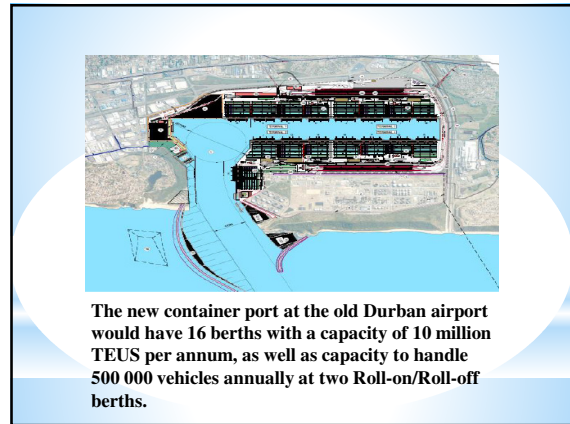 The new container port at the old Durban airport
would have 16 berths with a capacity of 10 million
TEUS per annum, as well as capacity to handle
500 000 vehicles annually at two Roll-on/Roll-off
berths.